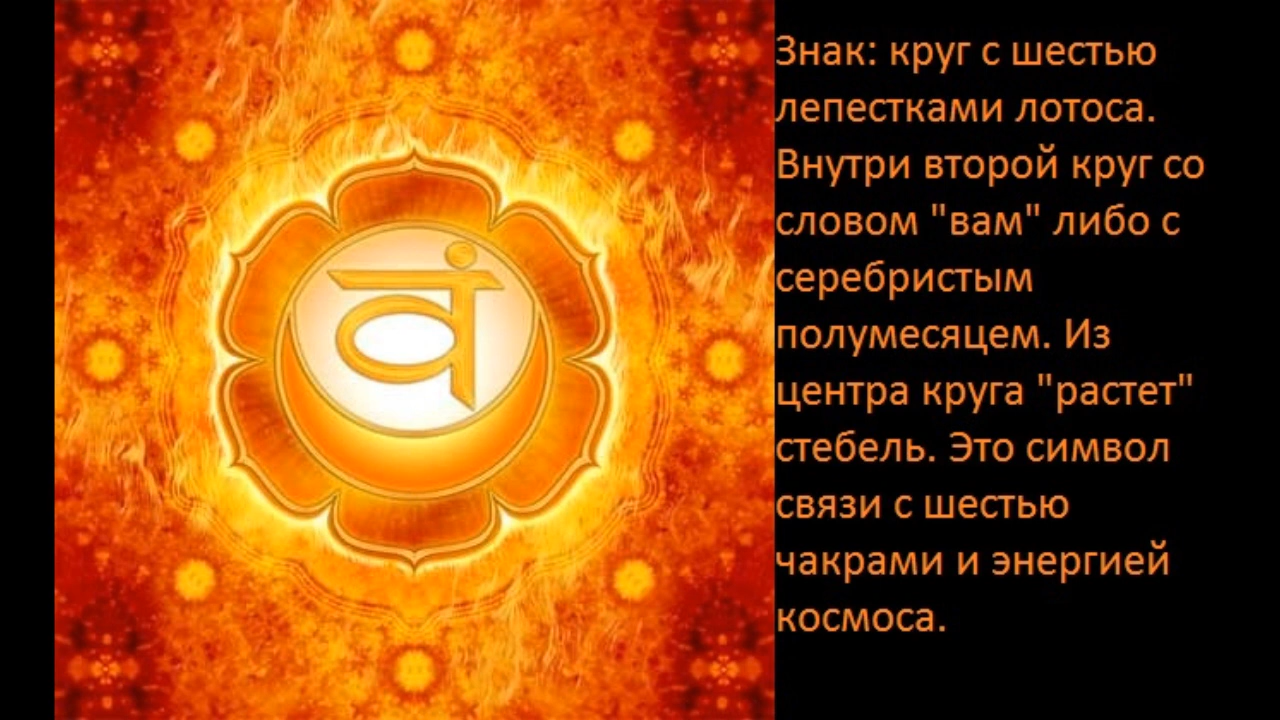 वं
Знак: круг с шестью
лепестками лотоса.
Внутри второй круг со
словом "вам" либо с
серебристым
полумесяцем. Из
центра круга "растет"
стебель. Это символ
связи с шестью
чакрами и энергией
космоса.